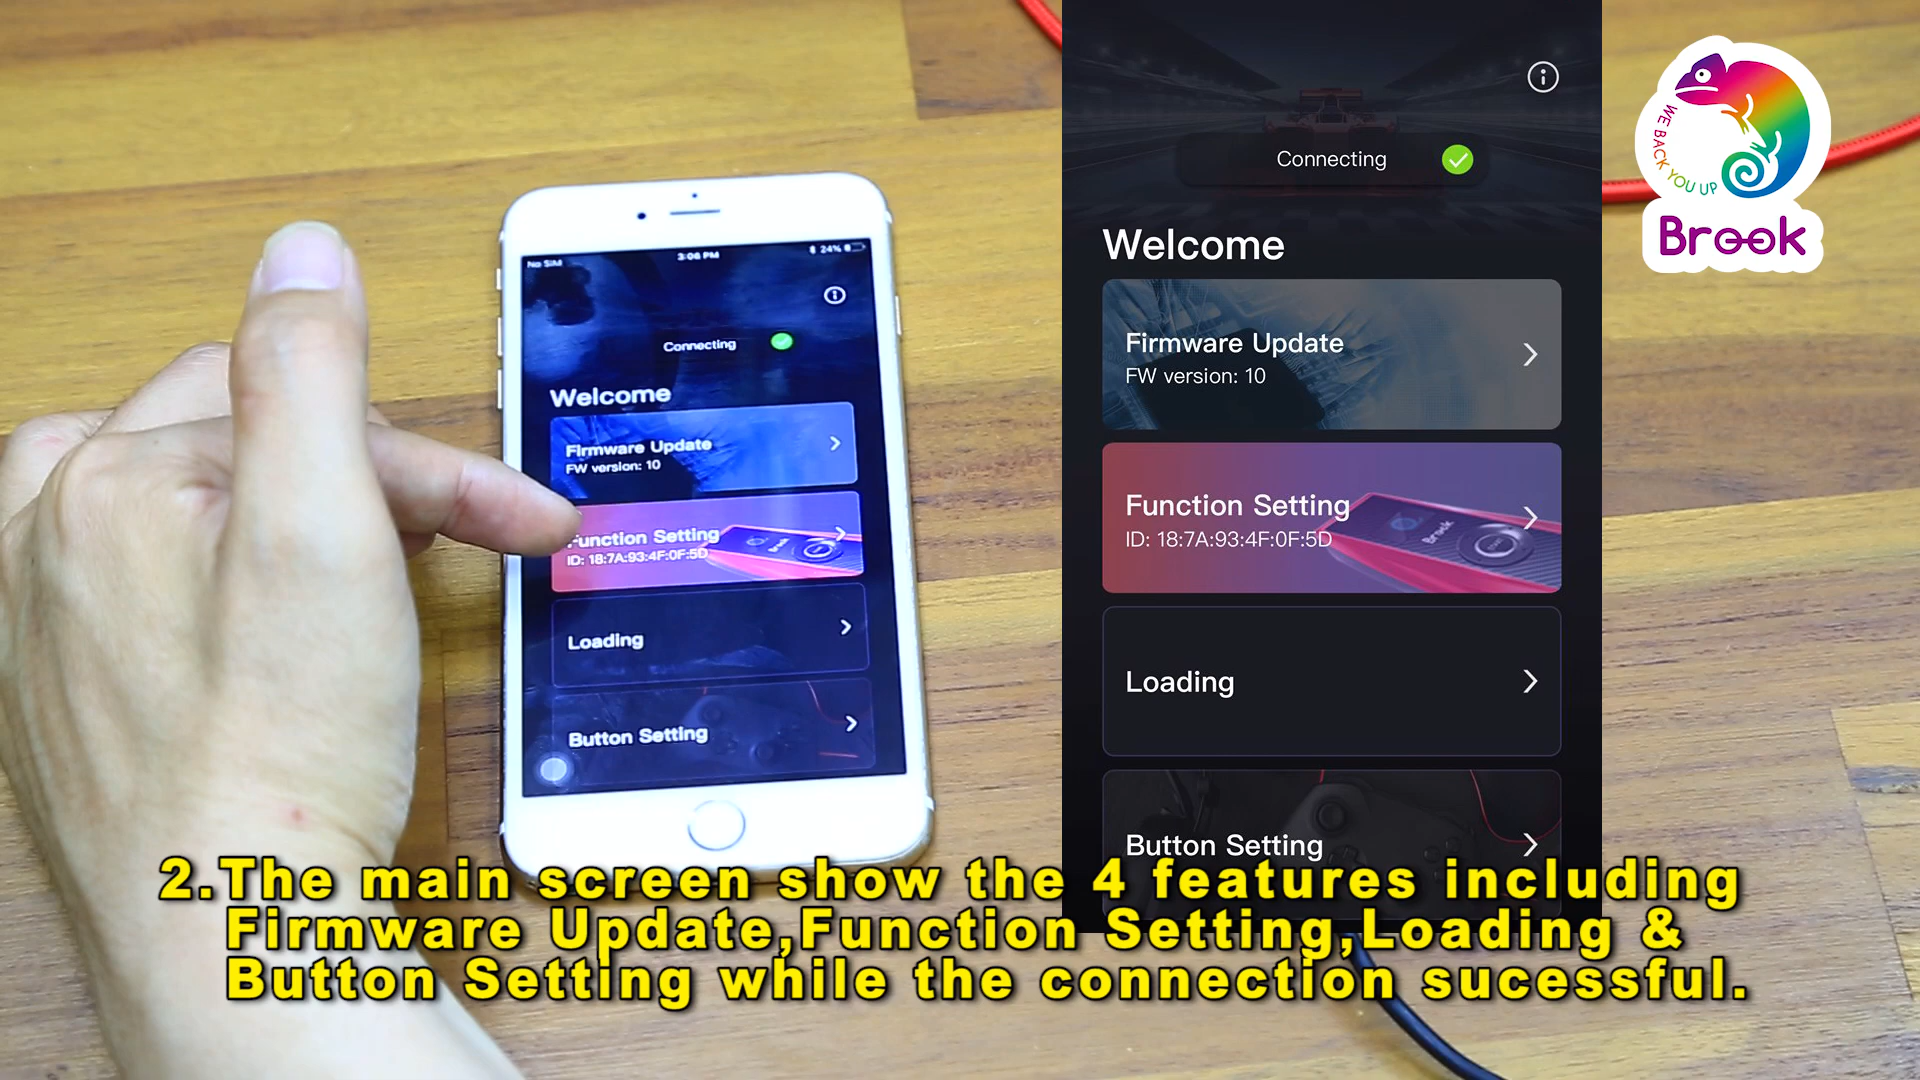 No SIM
3:06 PM
24%
Connecting
Welcome
Firmware Update
FW version: 10
Function Setting
ID: 18:7A:93:4F:0F:5D
Brook
Loading
Button Setting
Connecting
Welcome
Firmware Update
FW version: 10
Function Setting
ID: 18:7A:93:4F:0F:5D
Brook
Loading
Button Setting
WE BACK YOU UP
Brook
2.The main screen show the 4 features including
Firmware Update,Function Setting,Loading &
Button Setting while the connection sucessful.